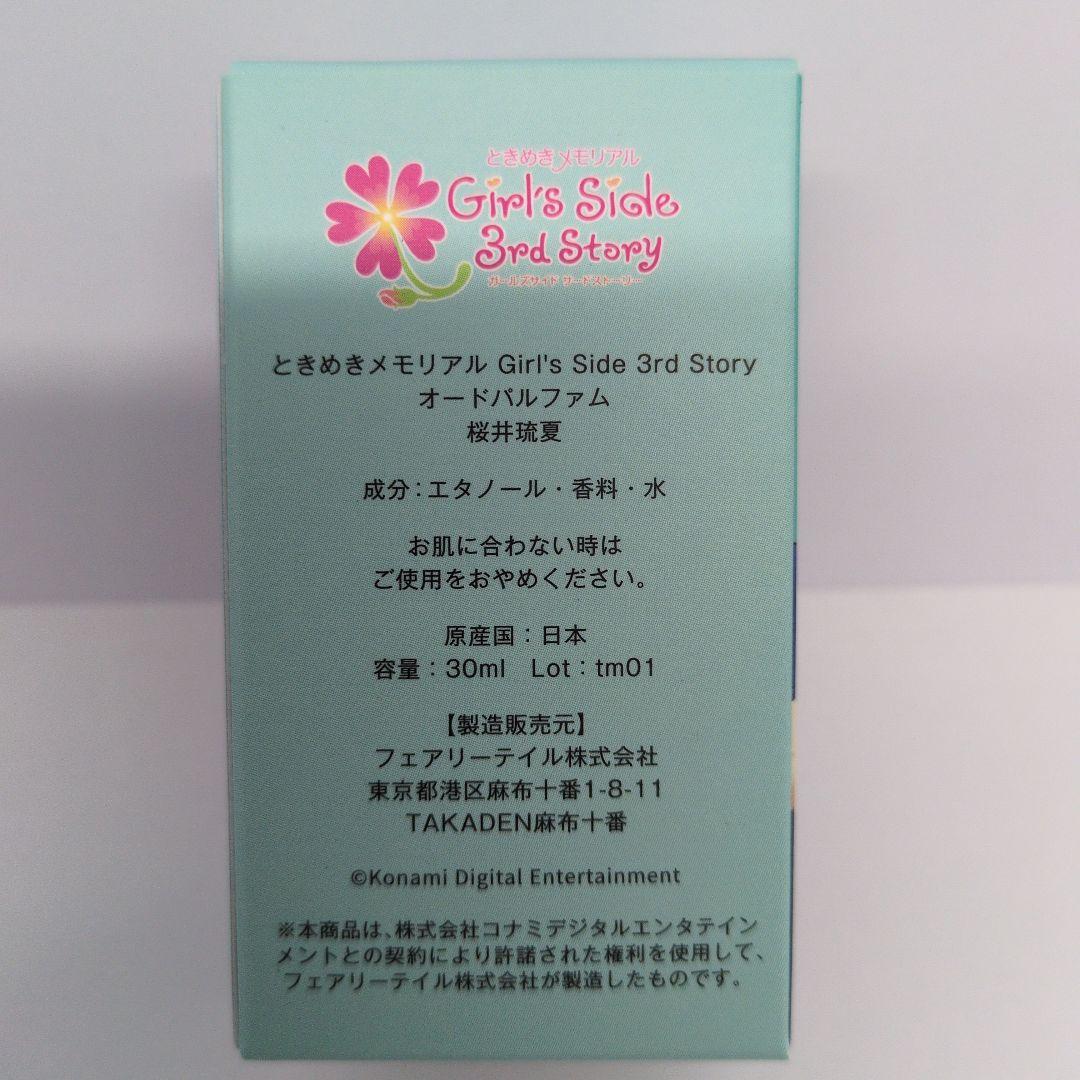 ときめきメモリアル
Girl's Side
3rd Story
ガールズサイド サードストーリー
ときめきメモリアル Girl's Side 3rd Story
オードパルファム
桜井琉夏
成分：エタノール・香料・水
お肌に合わない時は
ご使用をおやめください。
原産国：日本
容量：30ml Lot：tm01
【製造販売元】
フェアリーテイル株式会社
東京都港区麻布十番1-8-11
TAKADEN麻布十番
©Konami Digital Entertainment
※本商品は、株式会社コナミデジタルエンタテイン
メントとの契約により許諾された権利を使用して、
フェアリーテイル株式会社が製造したものです。